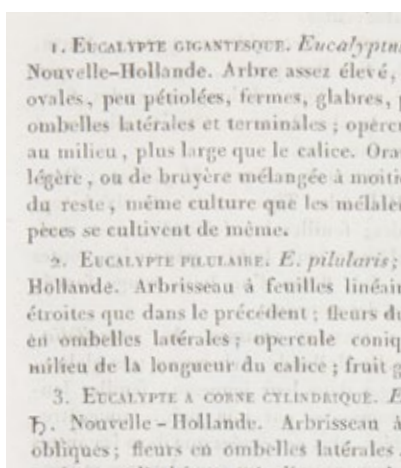 1. EUCALYPTE GIGANTESQUE. Eucalyptus
Nouvelle-Hollande. Arbre assez élevé,
ovales, peu pétiolées, fermes, glabres,
ombelles latérales et terminales; operc
au milieu, plus large que le calice. Ora
légère, ou de bruyère mélangée à moiti
du reste, même culture que les méla
pèces se cultivent de même.
2. EUCALYPTE PILULAIRE. E. pilularis;
Hollande. Arbrisseau à feuilles linéair
étroites que dans le précédent; fleurs d
en ombelles latérales; opercule coniq
milieu de la longueur du calice; fruit g
3. EUCALYPTE A CORNE CYLINDRIQUE. E
♄. Nouvelle-Hollande. Arbrisseau à
obliques; fleurs en ombelles latérales